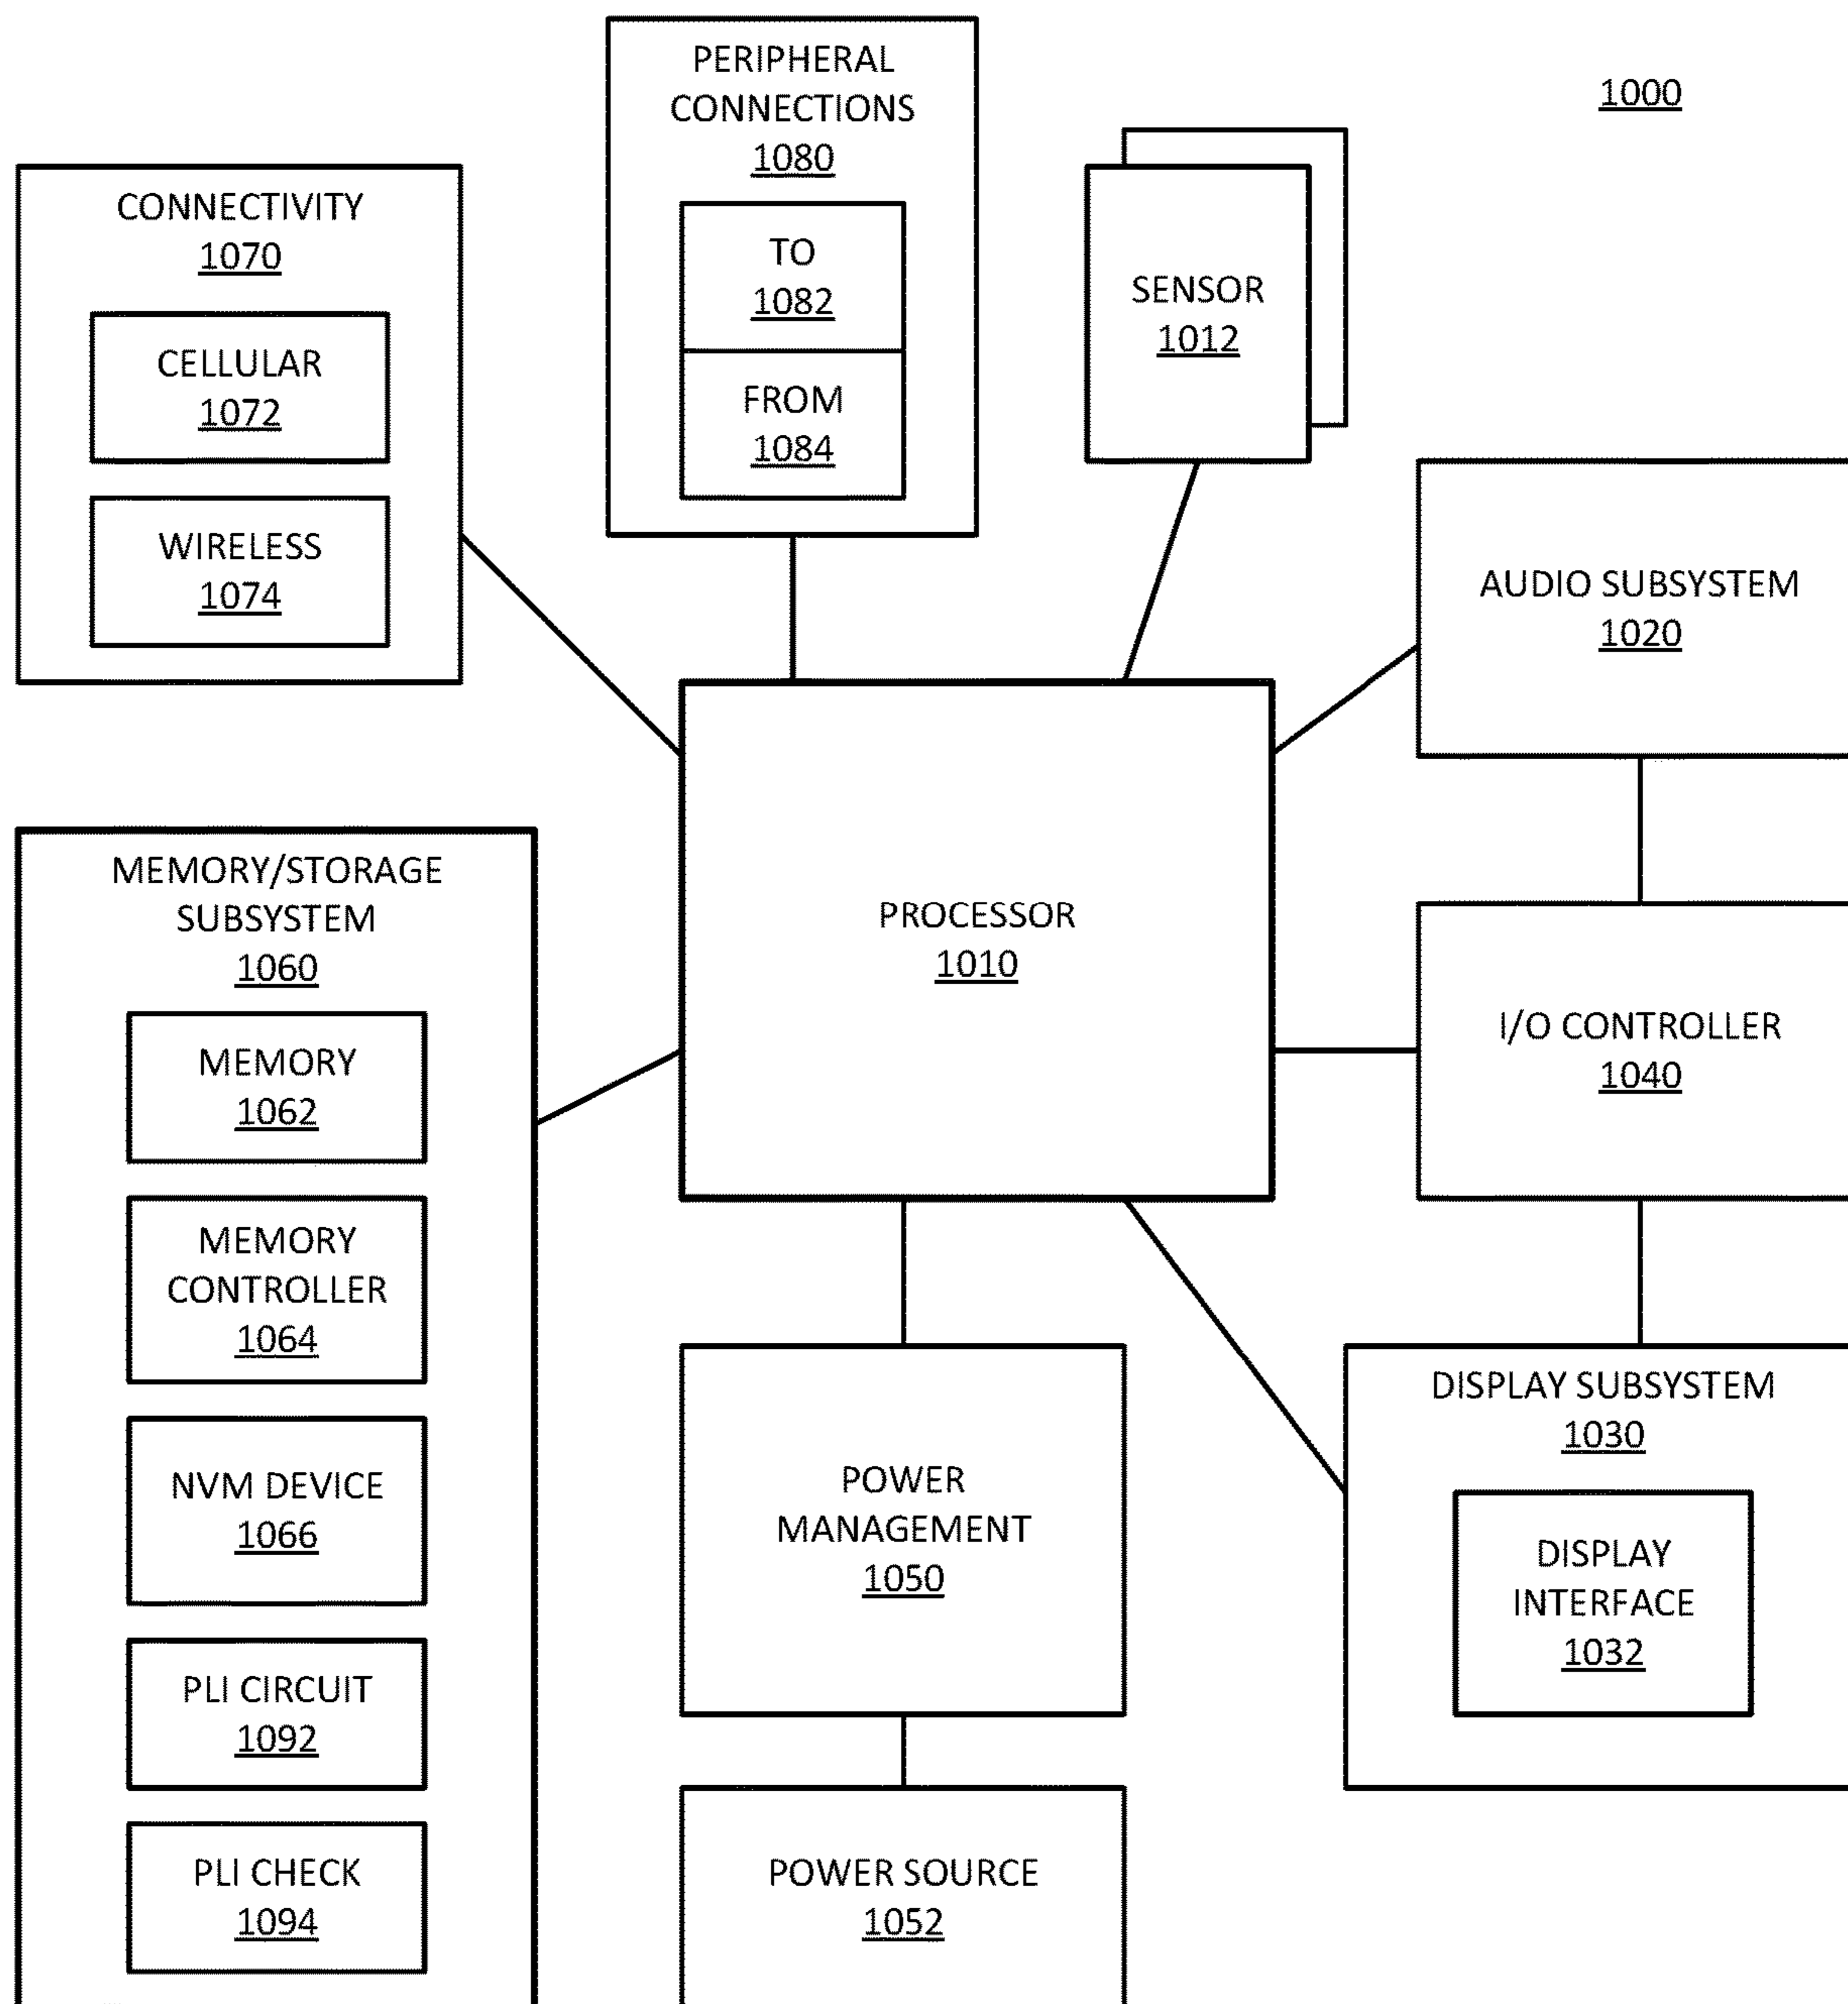 PERIPHERAL
CONNECTIONS
1080
TO
1082
FROM
1084
1000
CONNECTIVITY
1070
CELLULAR
1072
WIRELESS
1074
SENSOR
1012
AUDIO SUBSYSTEM
1020
PROCESSOR
1010
MEMORY/STORAGE
SUBSYSTEM
1060
MEMORY
1062
MEMORY
CONTROLLER
1064
NVM DEVICE
1066
PLI CIRCUIT
1092
PLI CHECK
1094
I/O CONTROLLER
1040
POWER
MANAGEMENT
1050
POWER SOURCE
1052
DISPLAY SUBSYSTEM
1030
DISPLAY
INTERFACE
1032